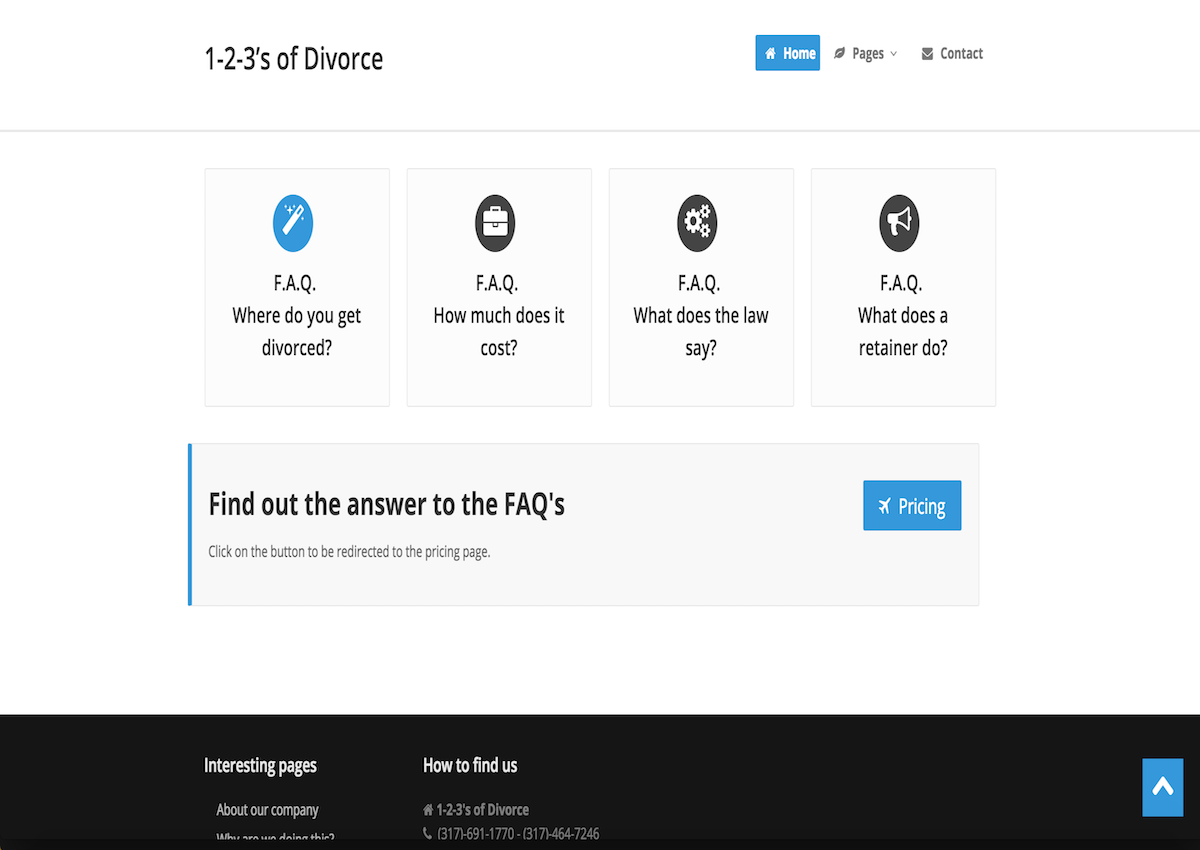 1-2-3’s of Divorce
Home
Pages
Contact
F.A.Q.
Where do you get
divorced?
F.A.Q.
How much does it
cost?
F.A.Q.
What does the law
say?
F.A.Q.
What does a
retainer do?
Find out the answer to the FAQ's
Click on the button to be redirected to the pricing page.
Pricing
Interesting pages
About our company
Why are we doing this?
How to find us
1-2-3's of Divorce
(317)-691-1770 - (317)-464-7246